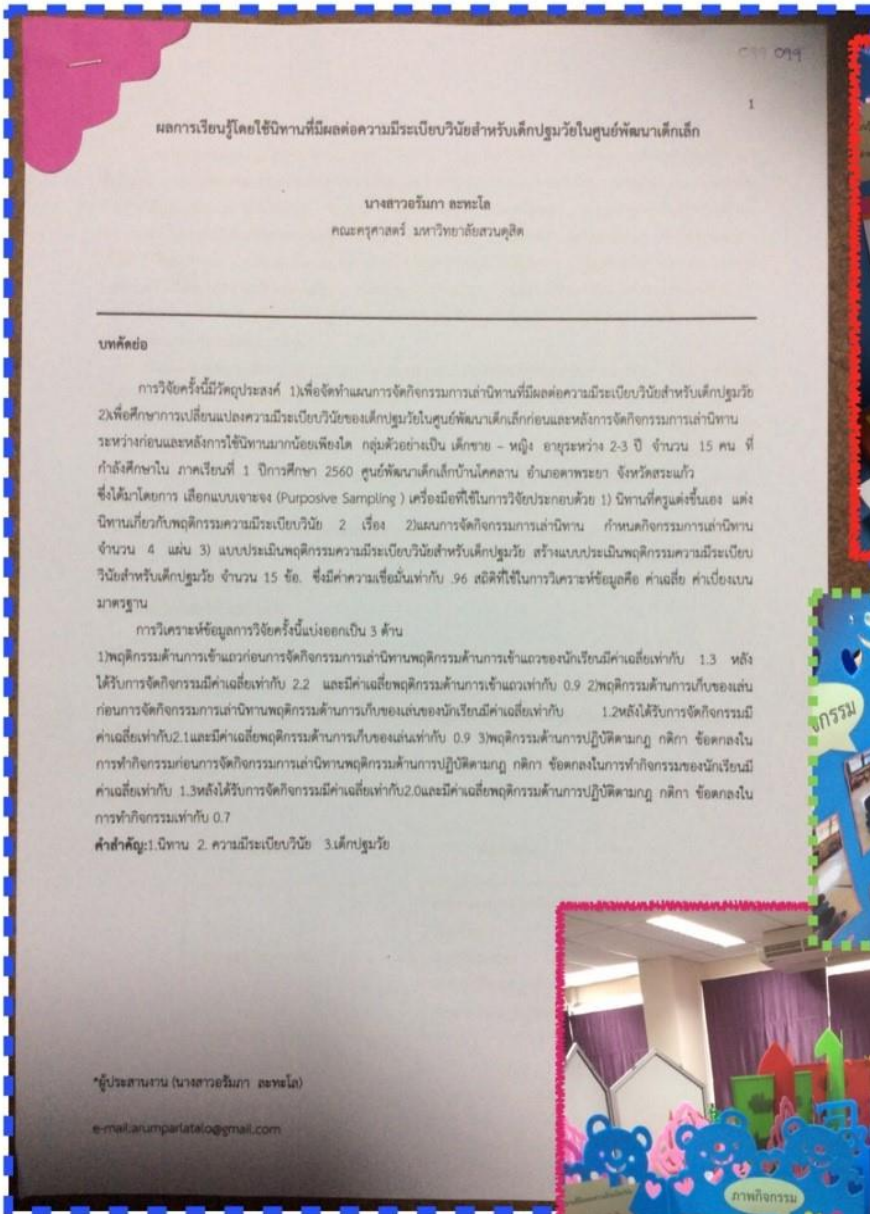 099
1
ผลการเรียนรู้โดยใช้นิทานที่มีผลต่อความมีระเบียบวินัยสำหรับเด็กปฐมวัยในศูนย์พัฒนาเด็กเล็ก
นางสาวอรัมภา ละทะโล
คณะครุศาสตร์ มหาวิทยาลัยสวนดุสิต
บทคัดย่อ
การวิจัยครั้งนี้มีวัตถุประสงค์ 1)เพื่อจัดทำแผนการจัดกิจกรรมการเล่านิทานที่มีผลต่อความมีระเบียบวินัยสำหรับเด็กปฐมวัย
2)เพื่อศึกษาการเปลี่ยนแปลงความมีระเบียบวินัยของเด็กปฐมวัยในศูนย์พัฒนาเด็กเล็กก่อนและหลังการจัดกิจกรรมการเล่านิทาน
ระหว่างก่อนและหลังการใช้นิทานมากน้อยเพียงใด กลุ่มตัวอย่างเป็น เด็กชาย – หญิง อายุระหว่าง 2-3 ปี จำนวน 15 คน ที่
กำลังศึกษาใน ภาคเรียนที่ 1 ปีการศึกษา 2560 ศูนย์พัฒนาเด็กเล็กบ้านโคคลาน อำเภอตาพระยา จังหวัดสระแก้ว
ซึ่งได้มาโดยการ เลือกแบบเจาะจง (Purposive Sampling ) เครื่องมือที่ใช้ในการวิจัยประกอบด้วย 1) นิทานที่ครูแต่งขึ้นเอง แต่ง
นิทานเกี่ยวกับพฤติกรรมความมีระเบียบวินัย 2 เรื่อง 2)แผนการจัดกิจกรรมการเล่านิทาน กำหนดกิจกรรมการเล่านิทาน
จำนวน 4 แผ่น 3) แบบประเมินพฤติกรรมความมีระเบียบวินัยสำหรับเด็กปฐมวัย สร้างแบบประเมินพฤติกรรมความมีระเบียบ
วินัยสำหรับเด็กปฐมวัย จำนวน 15 ข้อ. ซึ่งมีค่าความเชื่อมั่นเท่ากับ .96 สถิติที่ใช้ในการวิเคราะห์ข้อมูลคือ ค่าเฉลี่ย ค่าเบี่ยงเบน
มาตรฐาน
การวิเคราะห์ข้อมูลการวิจัยครั้งนี้แบ่งออกเป็น 3 ด้าน
1)พฤติกรรมด้านการเข้าแถวก่อนการจัดกิจกรรมการเล่านิทานพฤติกรรมด้านการเข้าแถวของนักเรียนมีค่าเฉลี่ยเท่ากับ 1.3 หลัง
ได้รับการจัดกิจกรรมมีค่าเฉลี่ยเท่ากับ 2.2 และมีค่าเฉลี่ยพฤติกรรมด้านการเข้าแถวเท่ากับ 0.9 2)พฤติกรรมด้านการเก็บของเล่น
ก่อนการจัดกิจกรรมการเล่านิทานพฤติกรรมด้านการเก็บของเล่นของนักเรียนมีค่าเฉลี่ยเท่ากับ 1.2หลังได้รับการจัดกิจกรรมมี
ค่าเฉลี่ยเท่ากับ2.1และมีค่าเฉลี่ยพฤติกรรมด้านการเก็บของเล่นเท่ากับ 0.9 3)พฤติกรรมด้านการปฏิบัติตามกฎ กติกา ข้อตกลงใน
การทำกิจกรรมก่อนการจัดกิจกรรมการเล่านิทานพฤติกรรมด้านการปฏิบัติตามกฎ กติกา ข้อตกลงในการทำกิจกรรมของนักเรียนมี
ค่าเฉลี่ยเท่ากับ 1.3หลังได้รับการจัดกิจกรรมมีค่าเฉลี่ยเท่ากับ2.0และมีค่าเฉลี่ยพฤติกรรมด้านการปฏิบัติตามกฎ กติกา ข้อตกลงใน
การทำกิจกรรมเท่ากับ 0.7
คำสำคัญ:1.นิทาน 2. ความมีระเบียบวินัย 3.เด็กปฐมวัย
*ผู้ประสานงาน (นางสาวอรัมภา ละทะโล)
e-mail:arumparlatalo@gmail.com
ภาพกิจกรรม